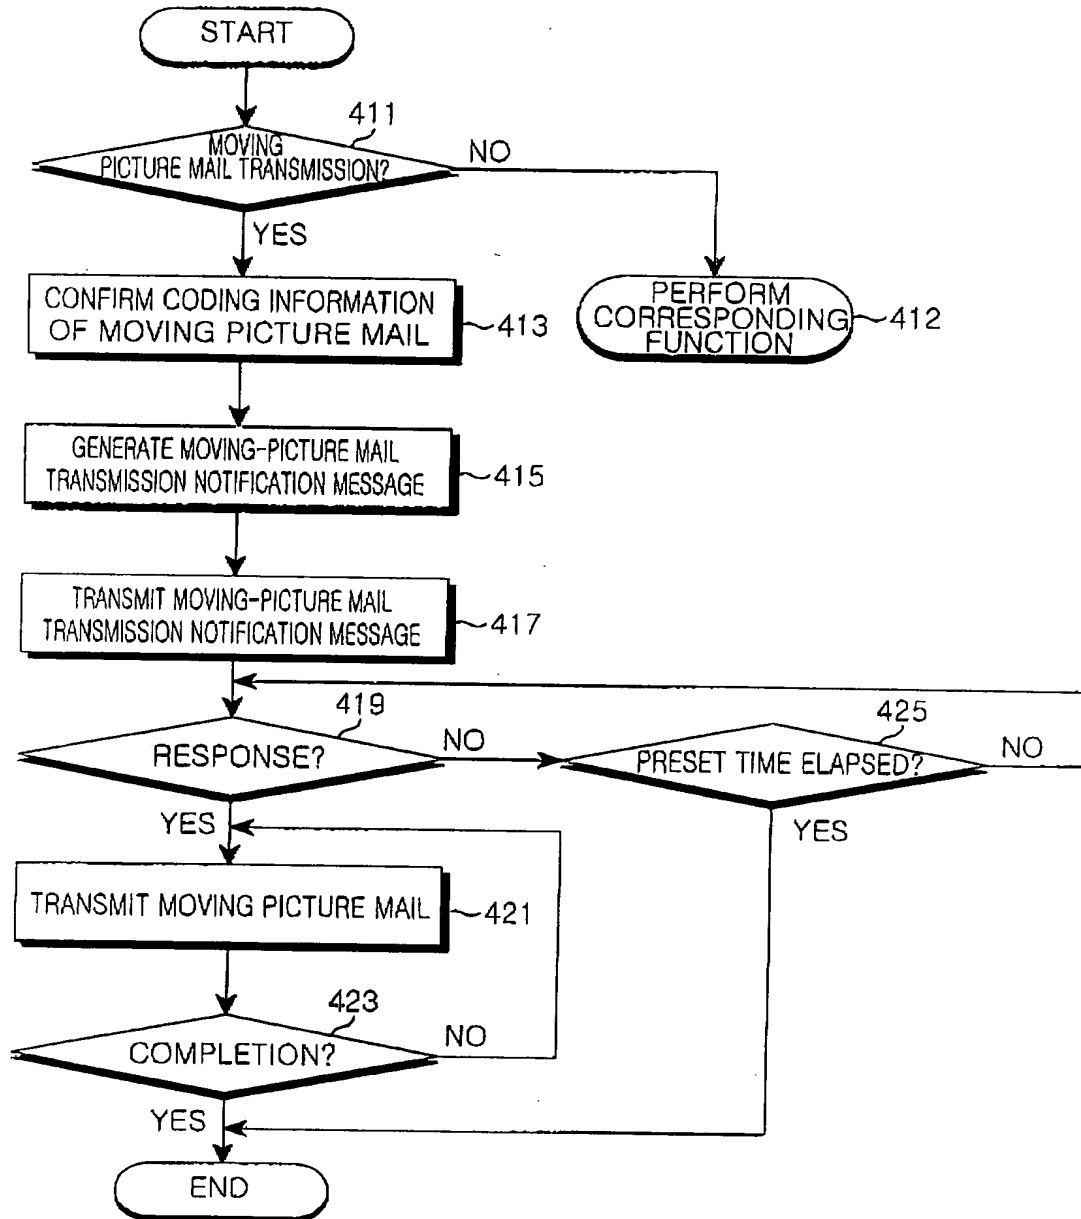 START
411
MOVING
PICTURE MAIL TRANSMISSION?
NO
YES
CONFIRM CODING INFORMATION
OF MOVING PICTURE MAIL
413
PERFORM
CORRESPONDING
FUNCTION
412
GENERATE MOVING-PICTURE MAIL
TRANSMISSION NOTIFICATION MESSAGE
415
TRANSMIT MOVING-PICTURE MAIL
TRANSMISSION NOTIFICATION MESSAGE
417
419
RESPONSE?
NO
425
PRESET TIME ELAPSED?
NO
YES
YES
TRANSMIT MOVING PICTURE MAIL
421
423
COMPLETION?
NO
YES
END